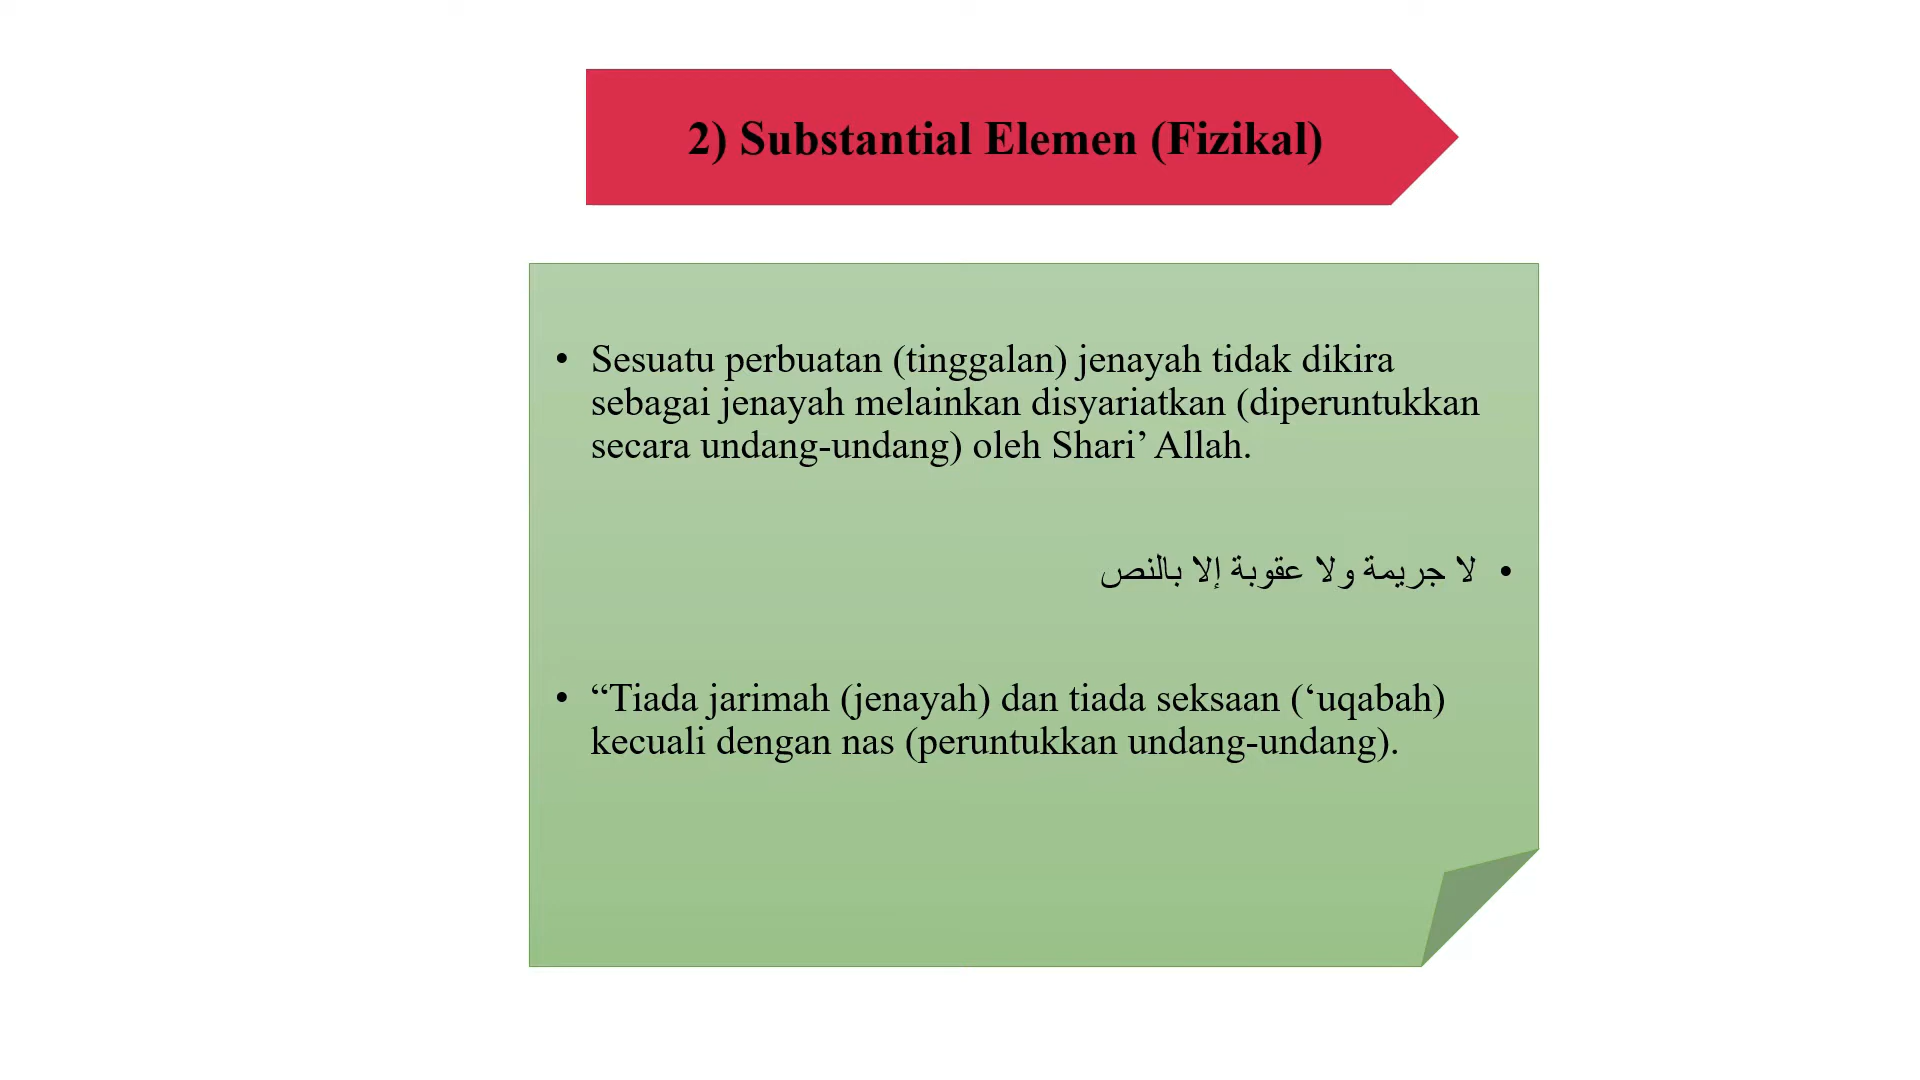 2) Substantial Elemen (Fizikal)
• Sesuatu perbuatan (tinggalan) jenayah tidak dikira
sebagai jenayah melainkan disyariatkan (diperuntukkan
secara undang-undang) oleh Shari’ Allah.
• لا جريمة ولا عقوبة إلا بالنص
• “Tiada jarimah (jenayah) dan tiada seksaan (‘uqabah)
kecuali dengan nas (peruntukkan undang-undang).